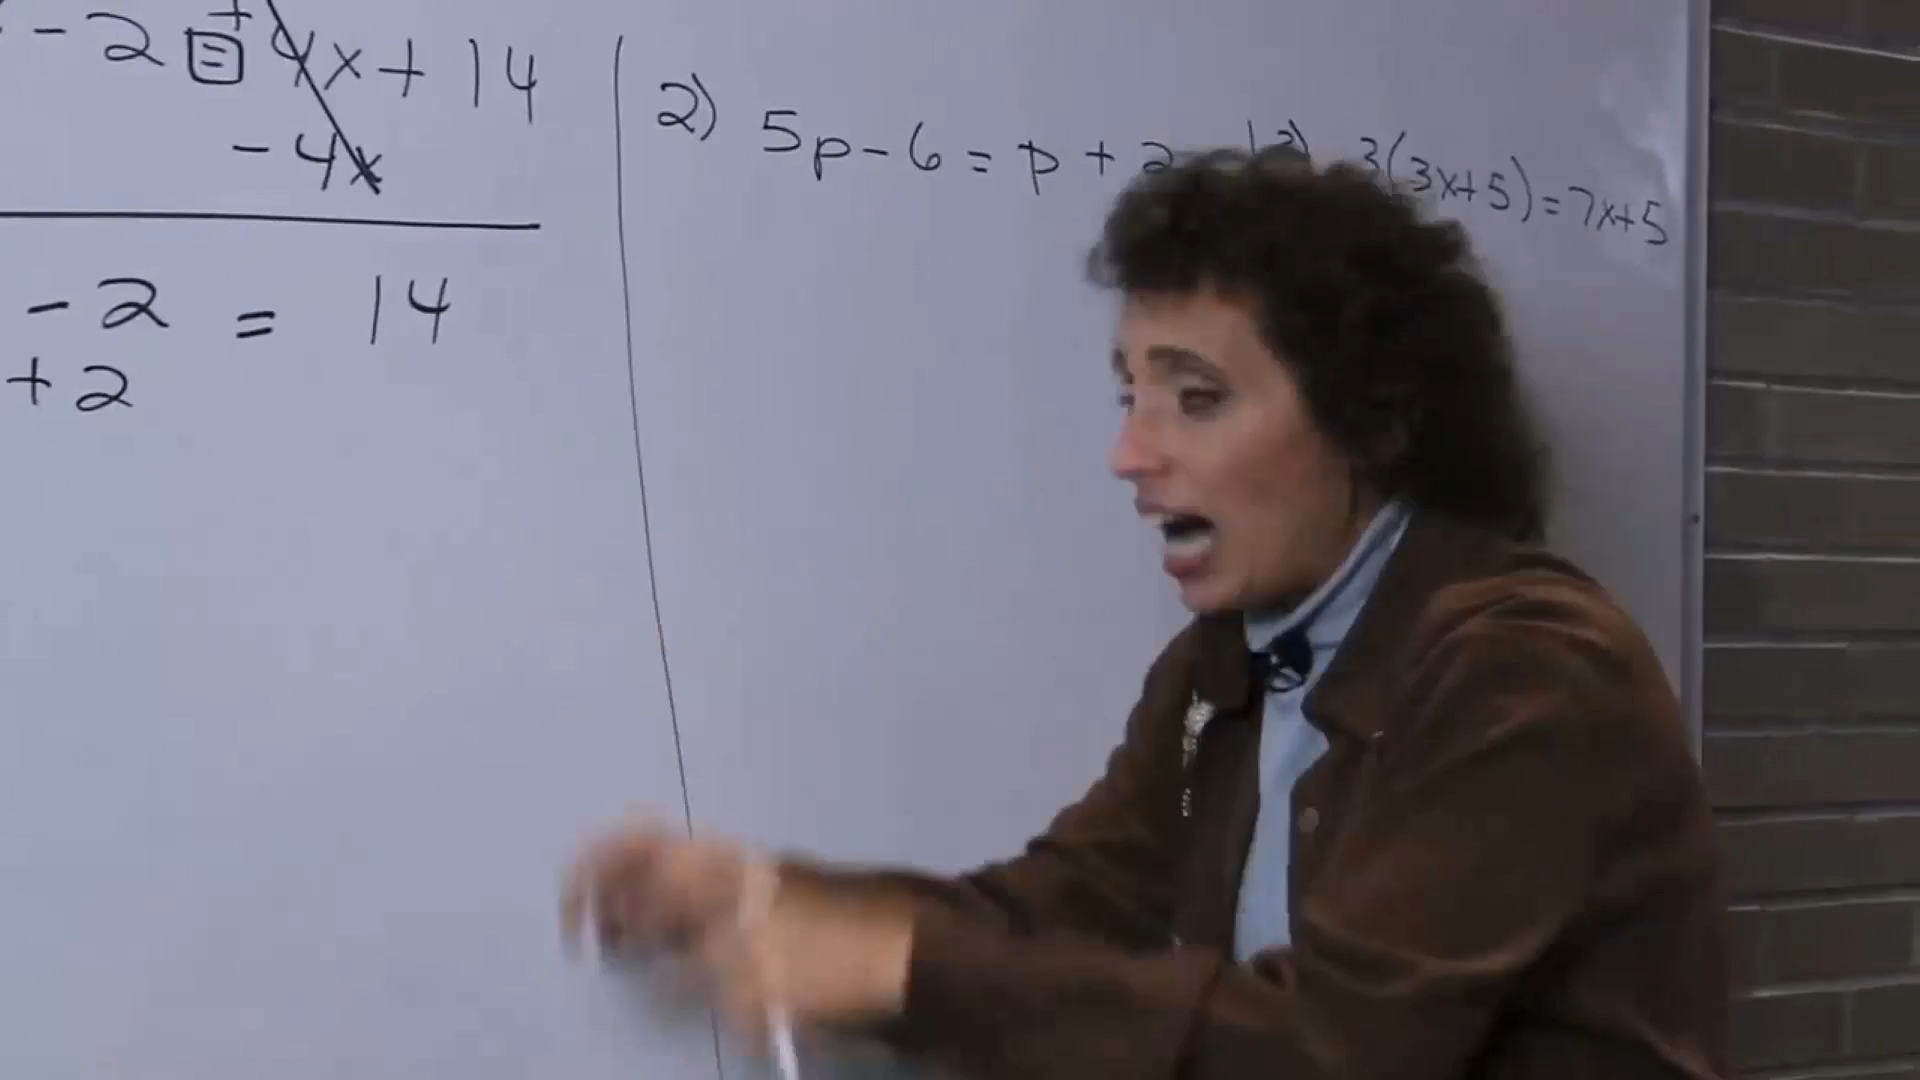 - 2 = 4x + 14
- 4x
- 2 = 14
+ 2
2) 5p - 6 = p + 2
3) 3(3x+5) = 7x+5